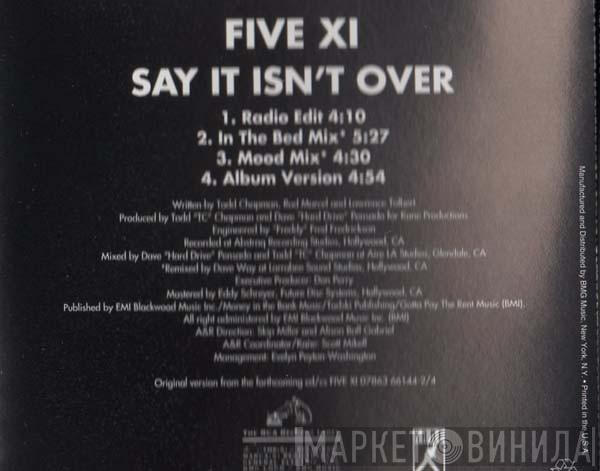 FIVE XI
SAY IT ISN'T OVER
1. Radio Edit 4:10
2. In The Bed Mix* 5:27
3. Mood Mix* 4:30
4. Album Version 4:54
Written by Todd Chapman, Rod Marcel and Lawrence Tolbert
Produced by Todd "TC" Chapman and Dave "Hard Drive" Pensado for Productions
Engineered by "Freddy" Fred Fredrickson
Recorded at Recording Studios, Hollywood, CA
Mixed by Dave "Hard Drive" Pensado and Todd "TC" Chapman at Aire LA Studios, Glendale, CA
*Remixed by Dave Way at Larrabee Sound Studios, Hollywood, CA
Executive Producer: Don Perry
Mastered by Eddy Schreyer, Future Disc Systems, Hollywood, CA
Published by EMI Blackwood Music Inc./Money in the Bank Music/ Publishing/Gotta Pay The Rent Music (BMI).
All right administered by EMI Blackwood Music Inc. (BMI)
A&R Direction: Skip Miller and Alison Ball Gabriel
A&R Coordinator/Raise: Scott
Management: Evelyn Peyton Washington
Original version from the forthcoming cd/cs FIVE XI 07863 66144 2/4
Manufactured and Distributed by BMG Music, New York, N.Y. • Printed in the U.S.A.
МАРКЕТ ВИНИЛА